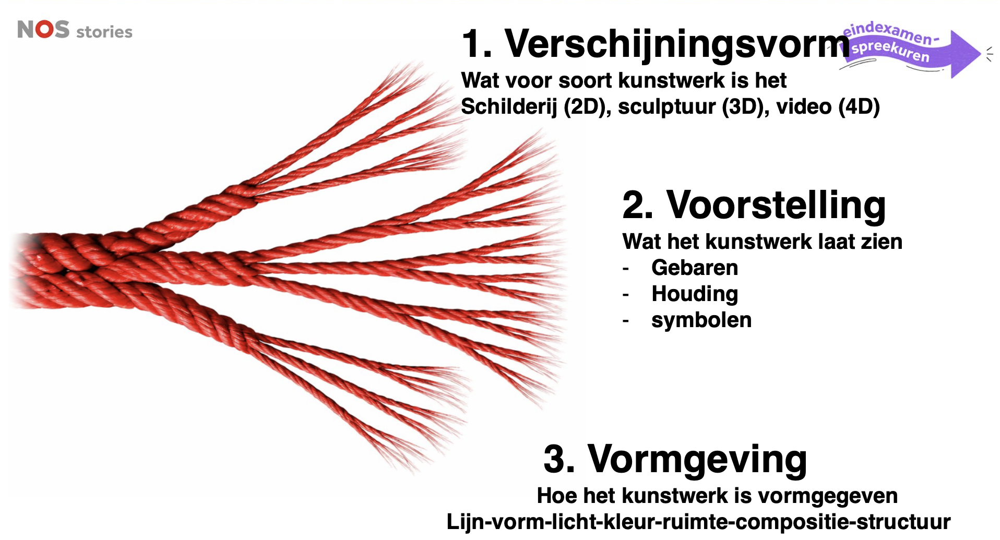 NOS stories
eindexamen-
spreekuren
1. Verschijningsvorm
Wat voor soort kunstwerk is het
Schilderij (2D), sculptuur (3D), video (4D)
2. Voorstelling
Wat het kunstwerk laat zien
- Gebaren
- Houding
- symbolen
3. Vormgeving
Hoe het kunstwerk is vormgegeven
Lijn-vorm-licht-kleur-ruimte-compositie-structuur